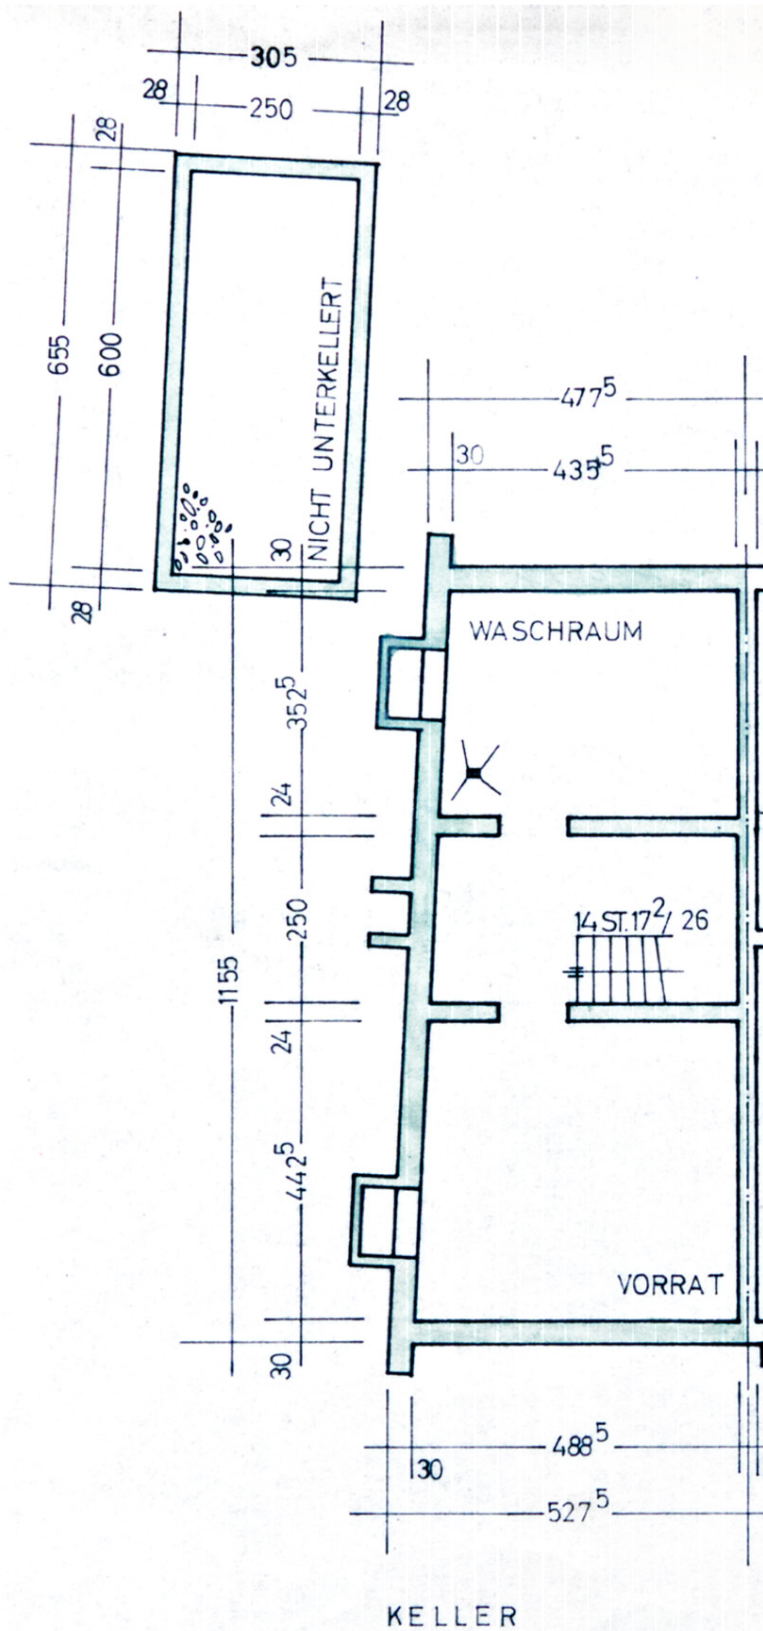 305
28 250 28
28
655
600
NICHT UNTERKELLERT
28
477⁵
30 435⁵
30
WASCHRAUM
352⁵
24
250
14 ST. 17²/ 26
1155
24
442⁵
VORRAT
30
30 488⁵
527⁵
KELLER